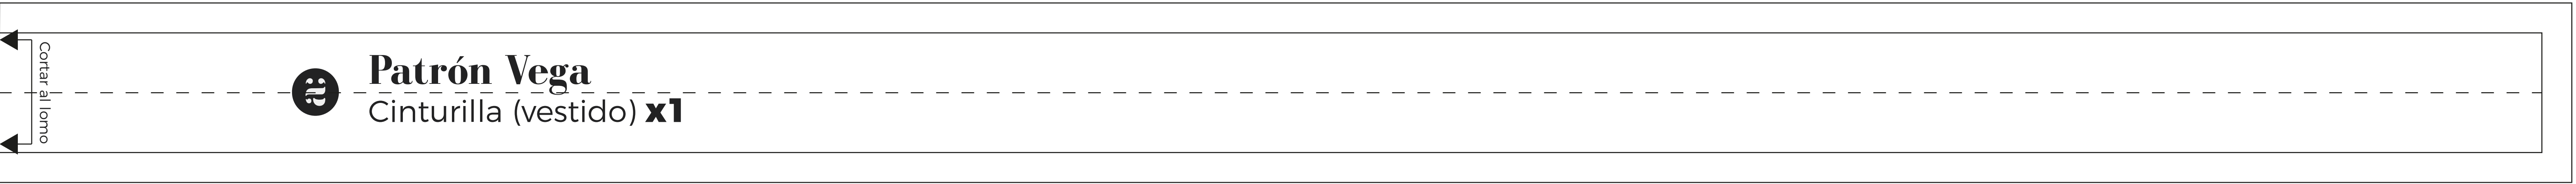 Cortar al lomo
Patrón Vega
Cinturilla (vestido) x1